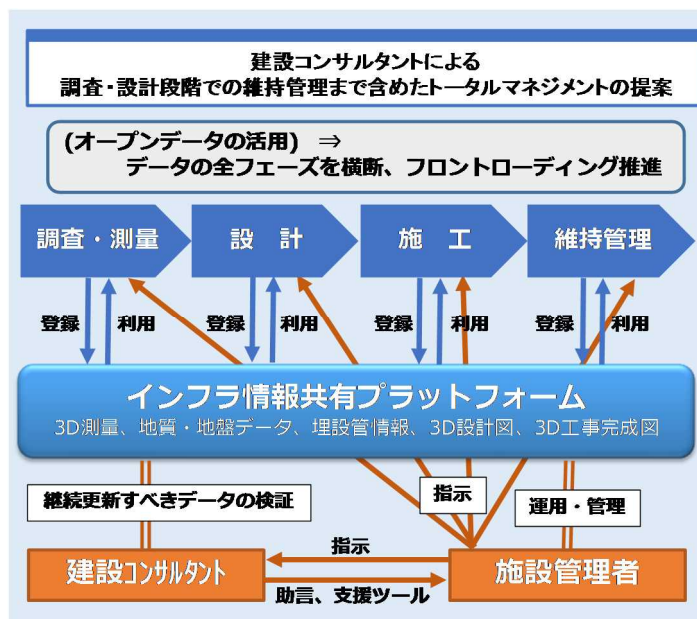 建設コンサルタントによる
調査・設計段階での維持管理まで含めたトータルマネジメントの提案
(オープンデータの活用) ⇒
データの全フェーズを横断、フロントローディング推進
調査・測量
設 計
施 工
維持管理
登録
利用
登録
利用
登録
利用
登録
利用
インフラ情報共有プラットフォーム
3D測量、地質・地盤データ、埋設管情報、3D設計図、3D工事完成図
継続更新すべきデータの検証
指示
運用・管理
建設コンサルタント
指示
助言、支援ツール
施設管理者